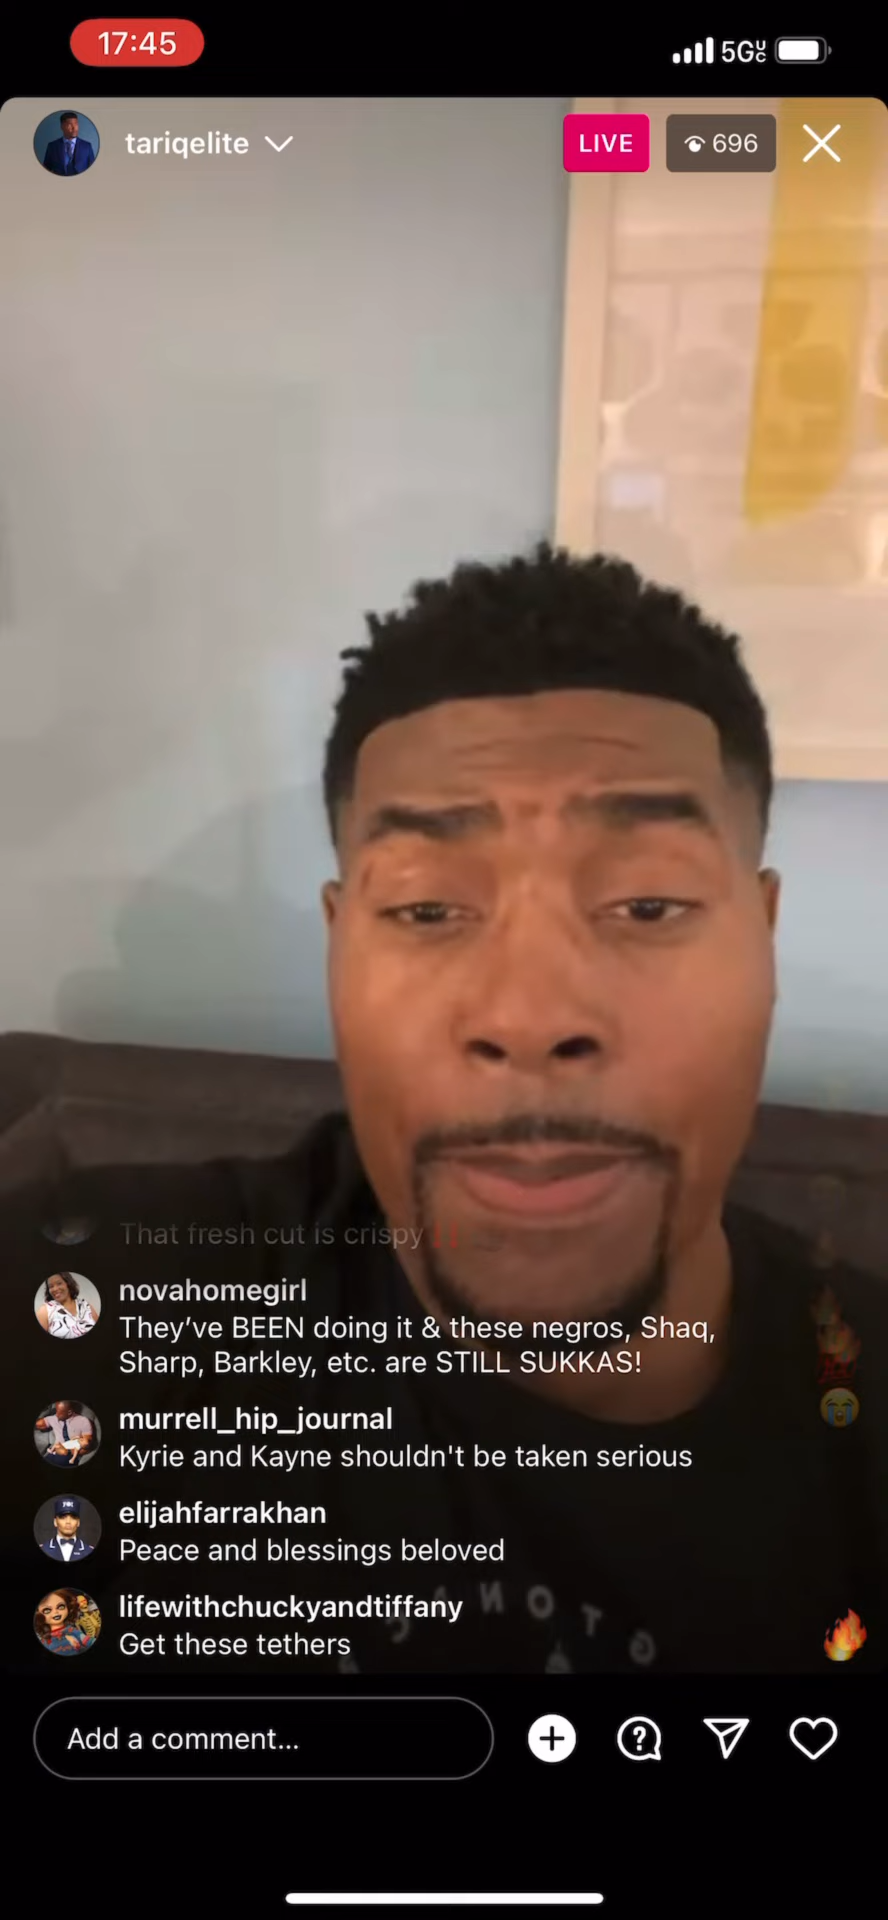 17:45
5G
tariqelite
LIVE
696
That fresh cut is crispy‼️
novahomegirl
They’ve BEEN doing it & these negros, Shaq,
Sharp, Barkley, etc. are STILL SUKKAS!
murrell_hip_journal
Kyrie and Kayne shouldn't be taken serious
elijahfarrakhan
Peace and blessings beloved
lifewithchuckyandtiffany
Get these tethers
Add a comment...